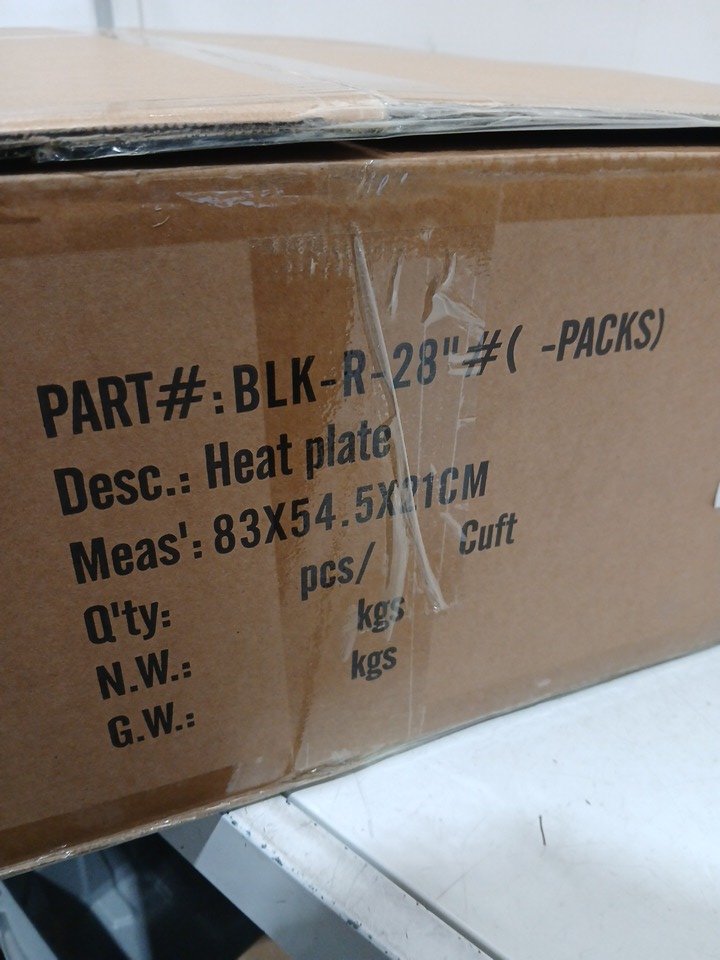 PART#:BLK-R-28"#( -PACKS)
Desc.: Heat plate
Meas': 83X54.5X21CM
Q'ty: pcs/ Cuft
N.W.: kgs
G.W.: kgs